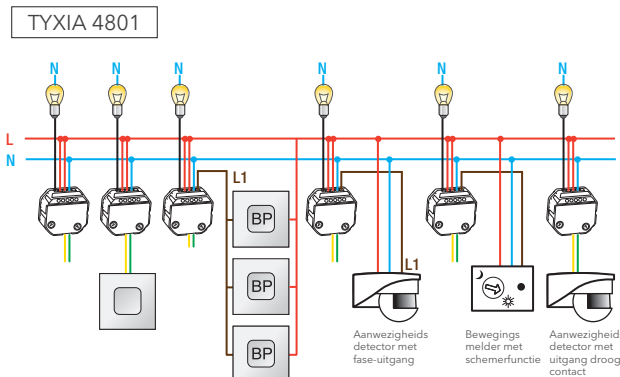 TYXIA 4801
N N N N N N
L
N
L1
BP
BP
BP
L1
Aanwezigheids
detector met
fase-uitgang
Bewegings
melder met
schemerfunctie
Aanwezigheid
detector met
uitgang droog
contact